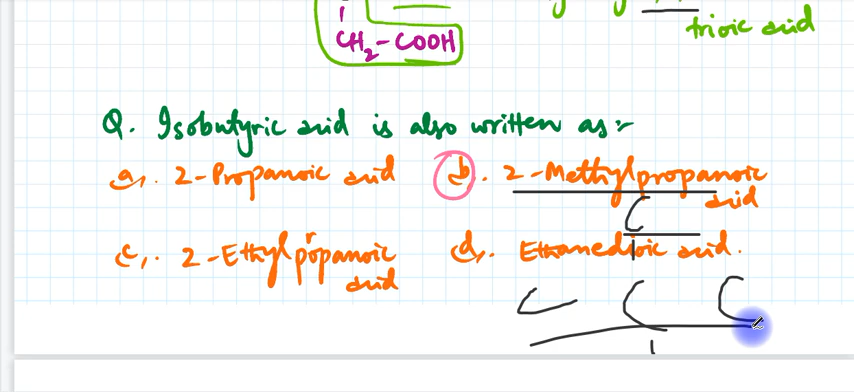 CH2-COOH
trioic acid
Q. Isobutyric acid is also written as:-
a,. 2-Propanoic acid b,. 2-Methylpropanoic acid
c,. 2-Ethylpropanoic acid d,. Ethanedioic acid.
C
C C C